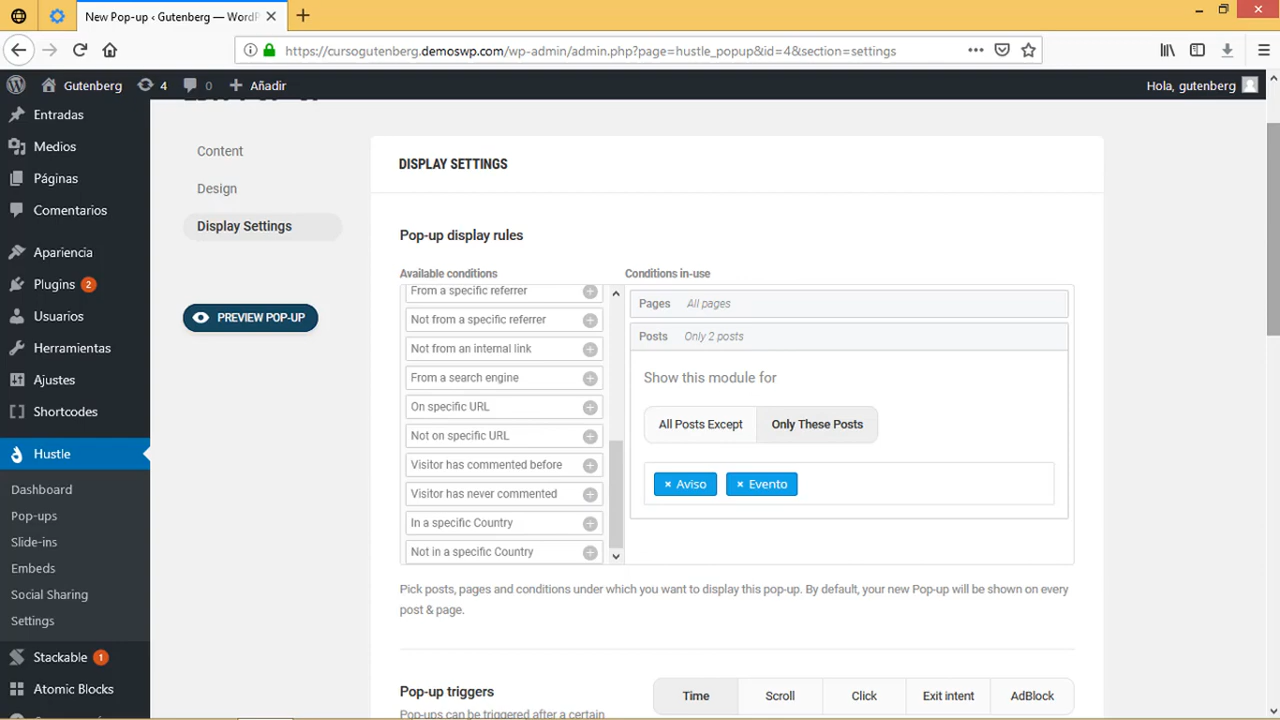 New Pop-up ‹ Gutenberg — WordP
https://cursogutenberg.demoswp.com/wp-admin/admin.php?page=hustle_popup&id=4&section=settings
Gutenberg 4 0 Añadir Hola, gutenberg
Entradas
Medios
Páginas
Comentarios
Apariencia
Plugins 2
Usuarios
Herramientas
Ajustes
Shortcodes
Hustle
Dashboard
Pop-ups
Slide-ins
Embeds
Social Sharing
Settings
Stackable 1
Atomic Blocks
Content
Design
Display Settings
PREVIEW POP-UP
DISPLAY SETTINGS
Pop-up display rules
Available conditions
From a specific referrer
Not from a specific referrer
Not from an internal link
From a search engine
On specific URL
Not on specific URL
Visitor has commented before
Visitor has never commented
In a specific Country
Not in a specific Country
Conditions in-use
Pages All pages
Posts Only 2 posts
Show this module for
All Posts Except Only These Posts
× Aviso × Evento
Pick posts, pages and conditions under which you want to display this pop-up. By default, your new Pop-up will be shown on every
post & page.
Pop-up triggers
Pop-ups can be triggered after a certain
Time Scroll Click Exit intent AdBlock